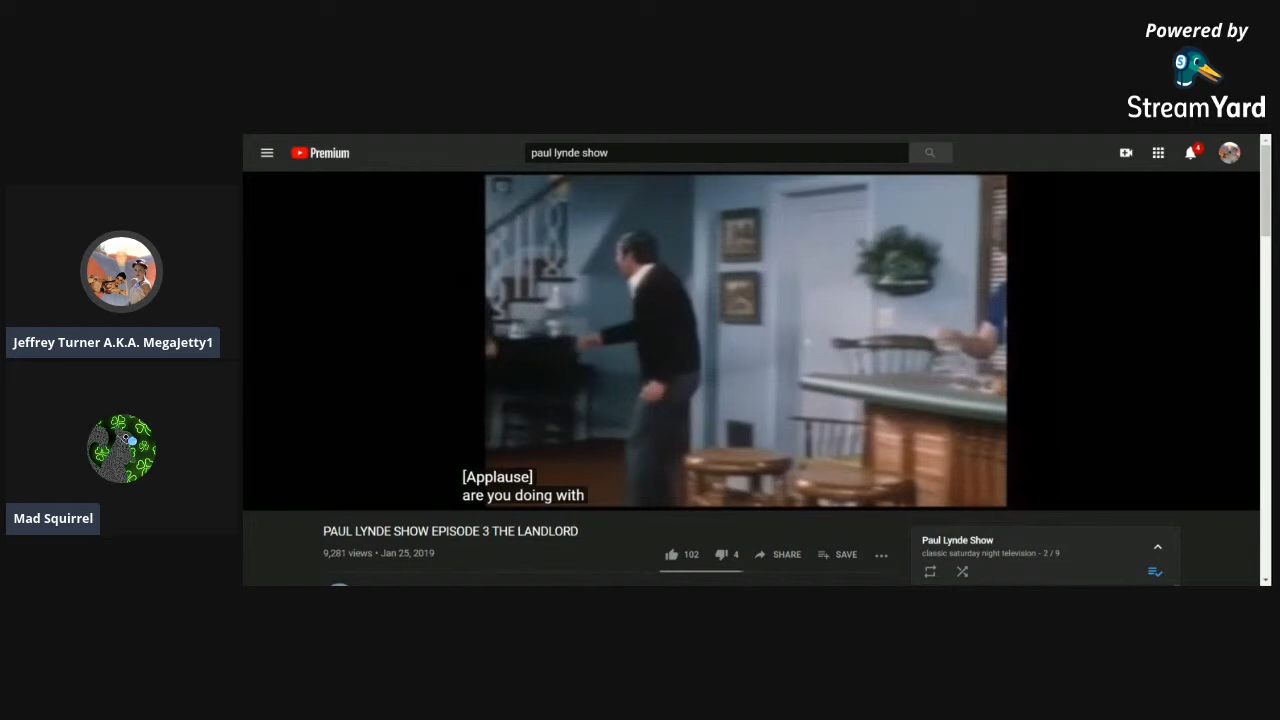 Powered by
StreamYard
Premium
paul lynde show
4
Jeffrey Turner A.K.A. MegaJetty1
Mad Squirrel
[Applause]
are you doing with
PAUL LYNDE SHOW EPISODE 3 THE LANDLORD
9,281 views • Jan 25, 2019
102
4
SHARE
SAVE
Paul Lynde Show
classic saturday night television - 2 / 9